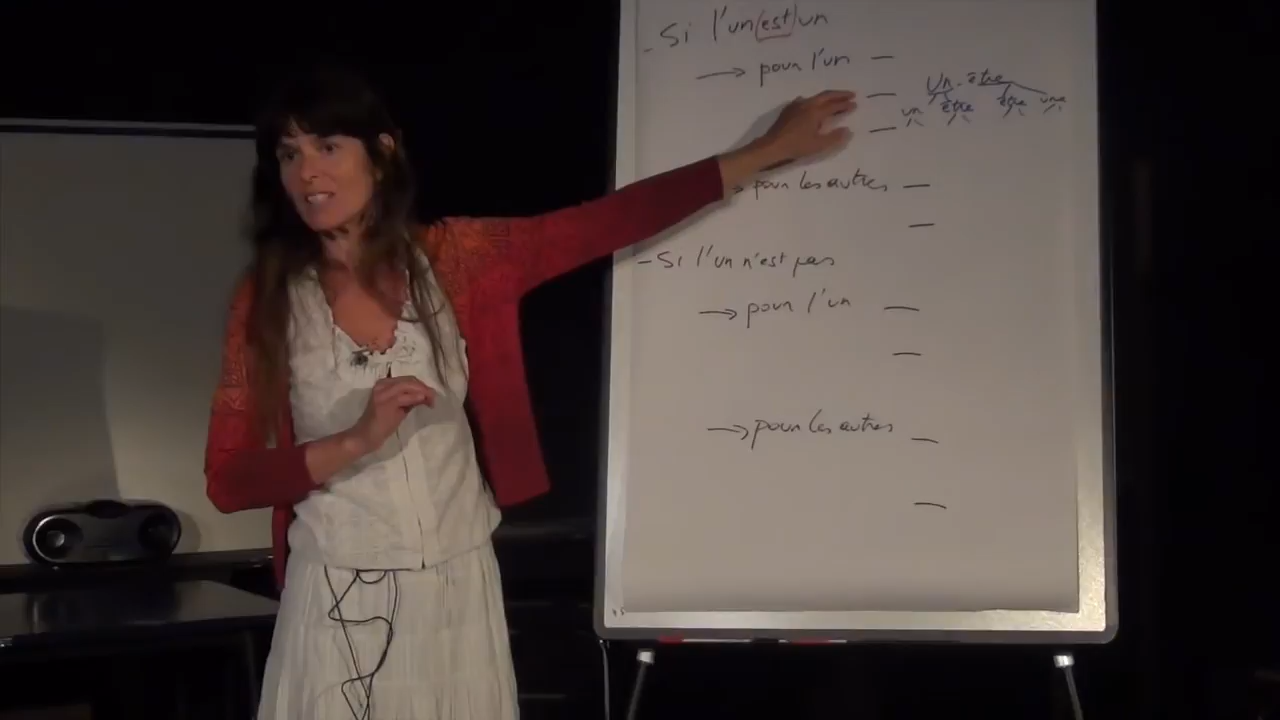 - Si l'un est un
→ pour l'un —
Un - être
un être être une
→ pour les autres —
- Si l'un n'est pas
→ pour l'un —
→ pour les autres —